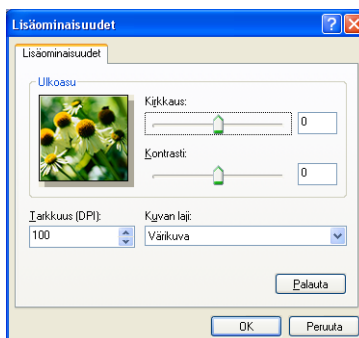 Lisäominaisuudet
Lisäominaisuudet
Ulkoasu
Kirkkaus:
0
Kontrasti:
0
Tarkkuus (DPI):
Kuvan laji:
100
Värikuva
Palauta
OK
Peruuta